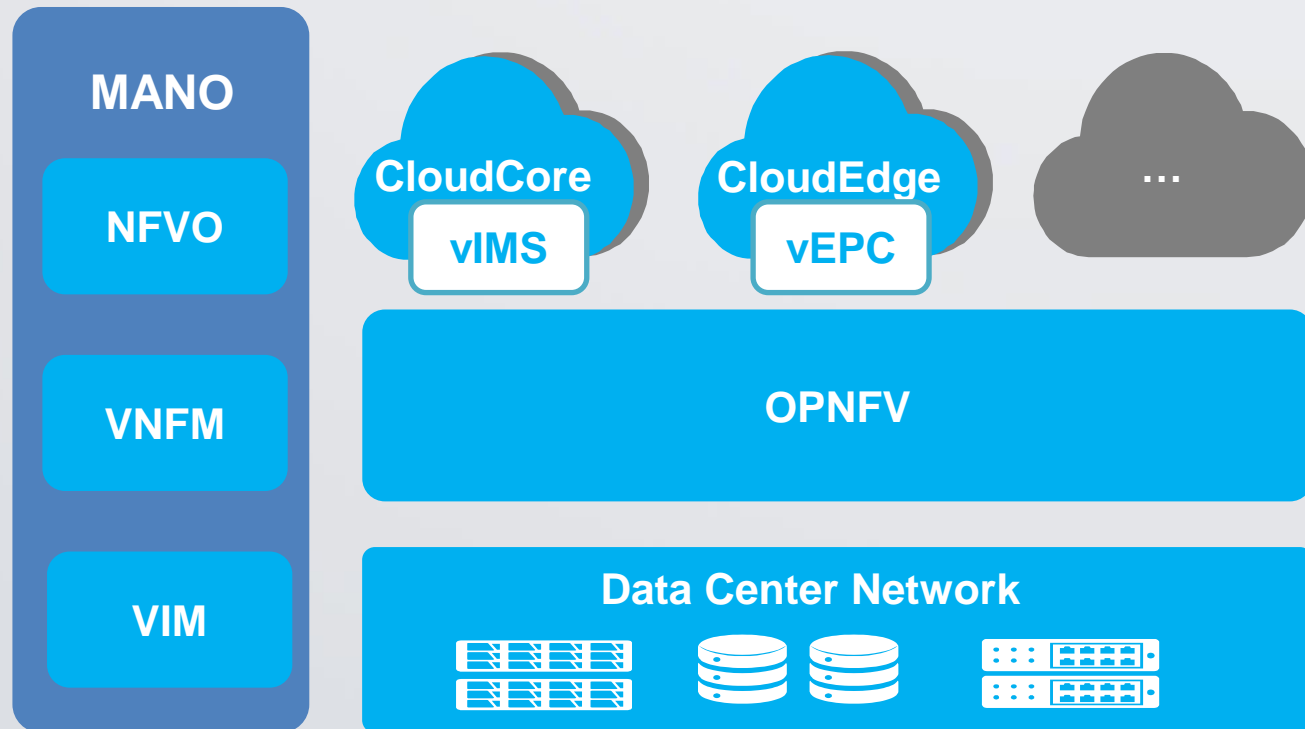 MANO
NFVO
VNFM
VIM
CloudCore
vIMS
CloudEdge
vEPC
...
OPNFV
Data Center Network